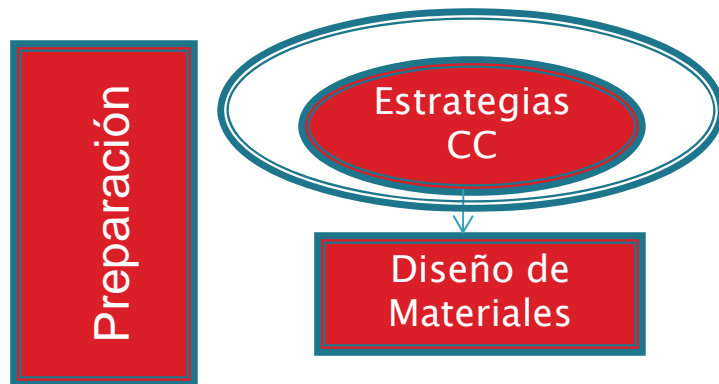 Preparación
Estrategias
CC
Diseño de
Materiales